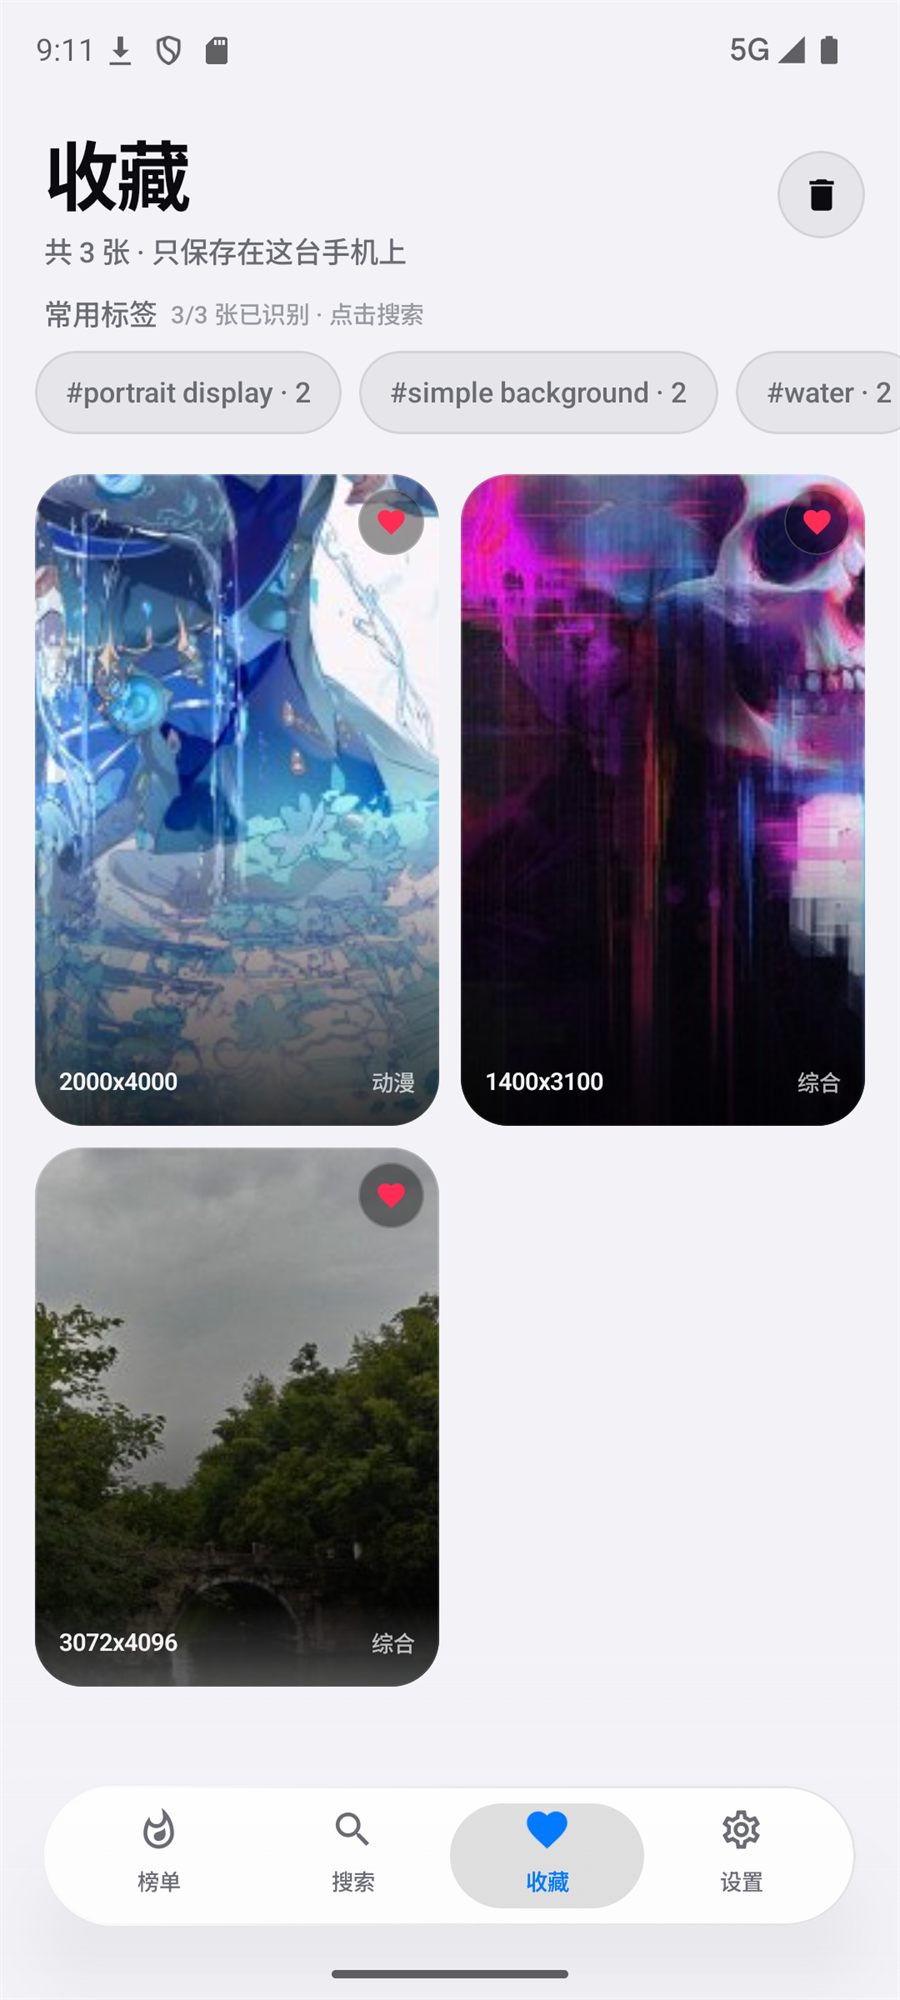 9:11
5G
收藏
共 3 张 · 只保存在这台手机上
常用标签 3/3 张已识别 · 点击搜索
#portrait display · 2
#simple background · 2
#water · 2
2000x4000
动漫
1400x3100
综合
3072x4096
综合
榜单
搜索
收藏
设置